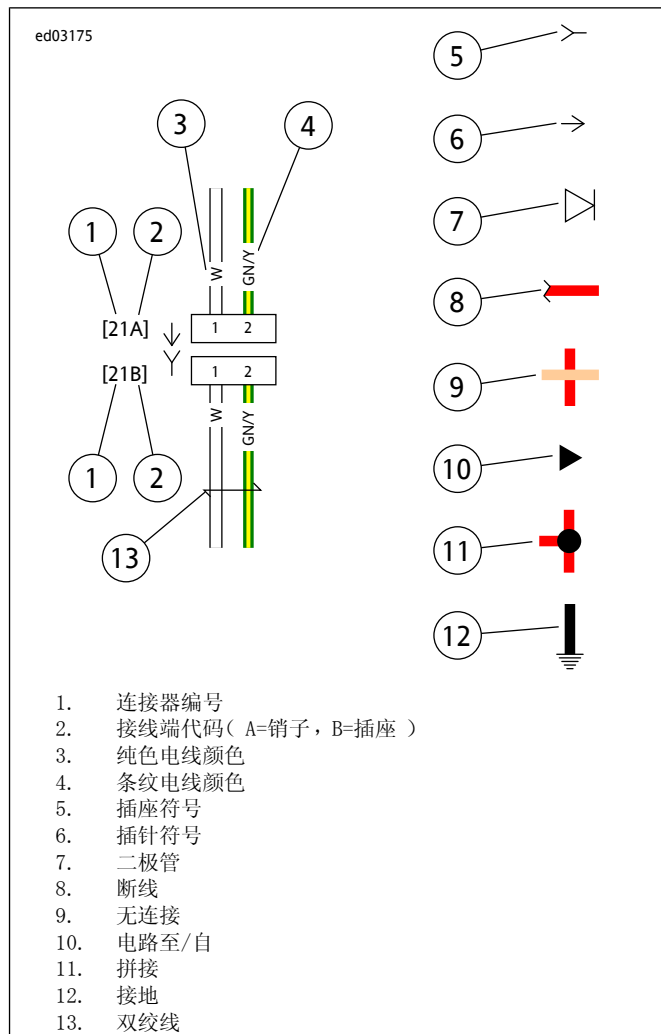 ed03175
5
3
4
6
1
2
7
W
GN/Y
8
[21A]
1 2
[21B]
1 2
9
W
GN/Y
1
2
10
13
11
12
1. 连接器编号
2. 接线端代码( A=销子，B=插座 )
3. 纯色电线颜色
4. 条纹电线颜色
5. 插座符号
6. 插针符号
7. 二极管
8. 断线
9. 无连接
10. 电路至/自
11. 拼接
12. 接地
13. 双绞线